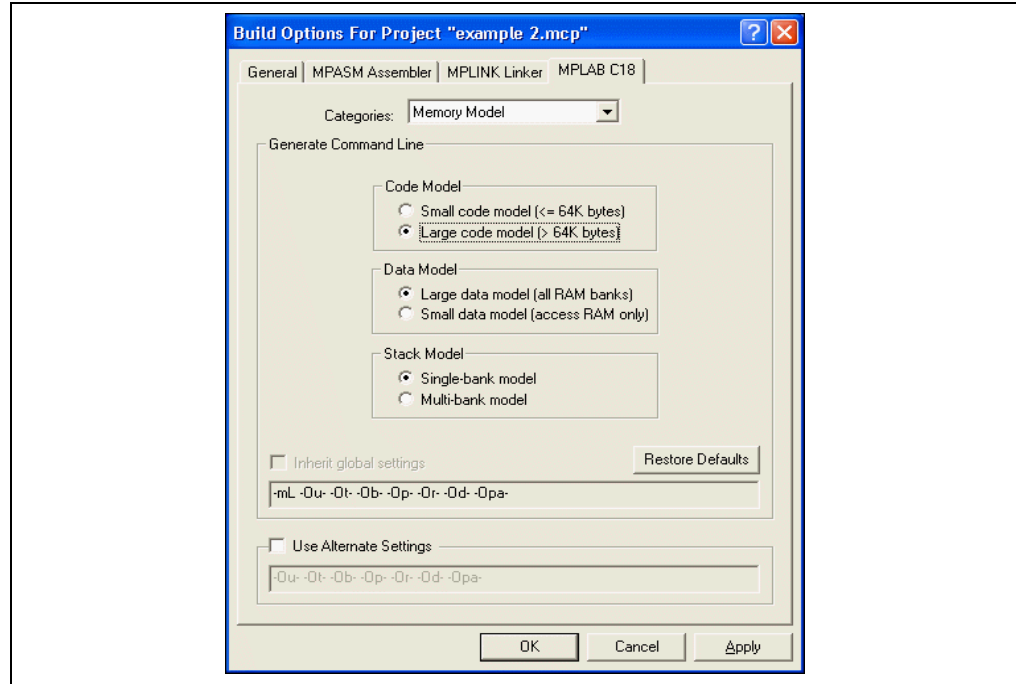 Build Options For Project "example 2.mcp"
General MPASM Assembler MPLINK Linker MPLAB C18
Categories: Memory Model
Generate Command Line
Code Model
Small code model (<= 64K bytes)
Large code model (> 64K bytes)
Data Model
Large data model (all RAM banks)
Small data model (access RAM only)
Stack Model
Single-bank model
Multi-bank model
Inherit global settings Restore Defaults
-mL -Ou- -Ot- -Ob- -Op- -Or- -Od- -Opa-
Use Alternate Settings
-Ou- -Ot- -Ob- -Op- -Or- -Od- -Opa-
OK Cancel Apply